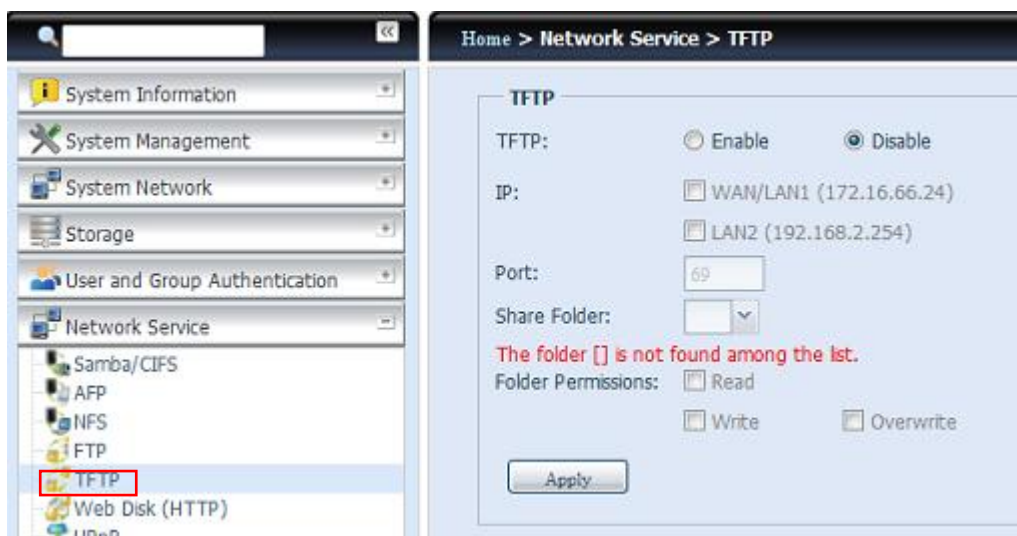 Home > Network Service > TFTP
System Information
System Management
System Network
Storage
User and Group Authentication
Network Service
Samba/CIFS
AFP
NFS
FTP
TFTP
Web Disk (HTTP)
TFTP
TFTP: Enable Disable
IP: WAN/LAN1 (172.16.66.24)
LAN2 (192.168.2.254)
Port: 69
Share Folder:
The folder [] is not found among the list.
Folder Permissions: Read
Write Overwrite
Apply